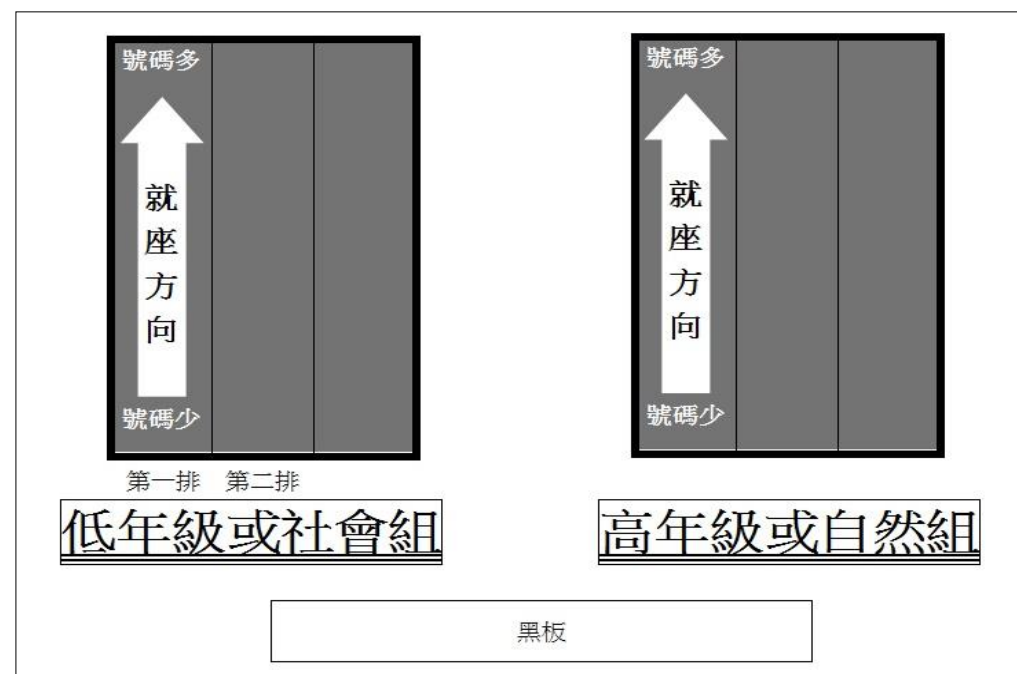 號碼多
就座方向
號碼少
第一排 第二排
低年級或社會組
號碼多
就座方向
號碼少
高年級或自然組
黑板